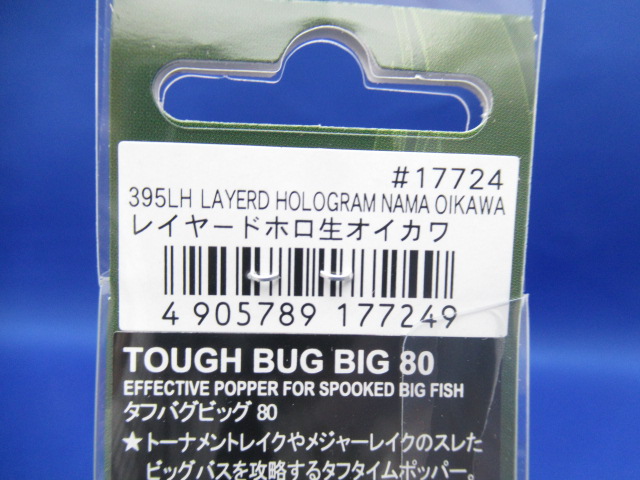 #17724
395LH LAYERD HOLOGRAM NAMA OIKAWA
レイヤードホロ生オイカワ
4 905789 177249
TOUGH BUG BIG 80
EFFECTIVE POPPER FOR SPOOKED BIG FISH
タフバグビッグ 80
★トーナメントレイクやメジャーレイクのスレた
ビッグバスを攻略するタフタイムポッパー。